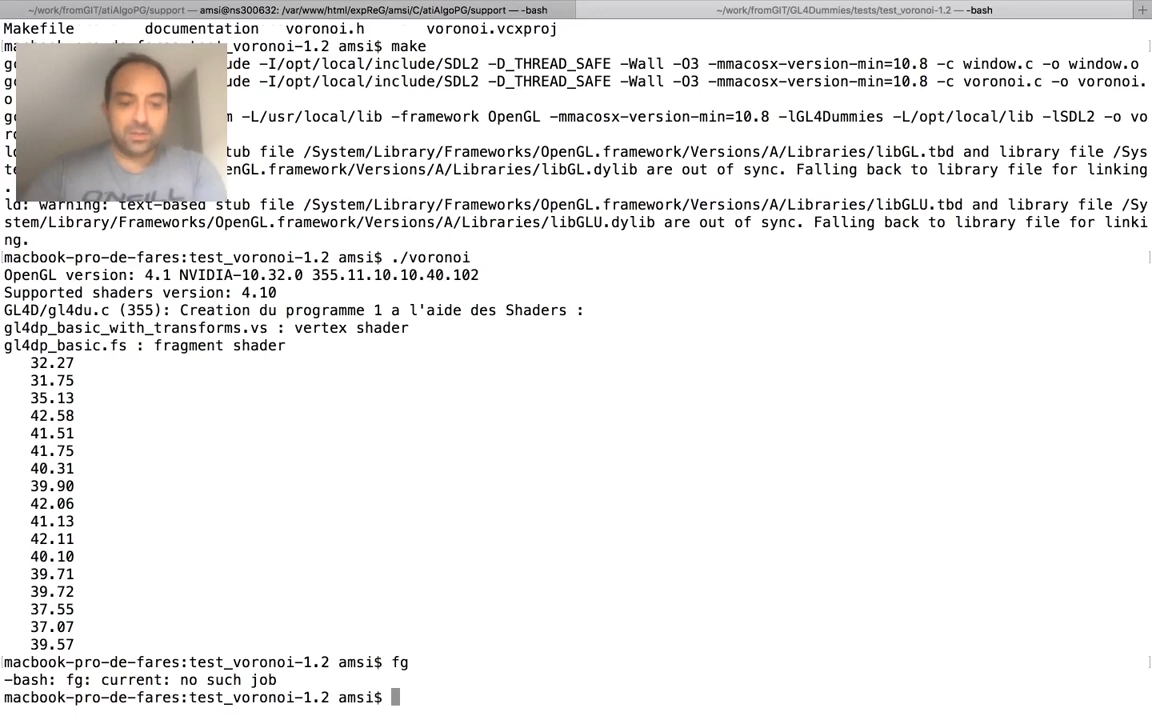 ~/work/fromGIT/atiAlgoPG/support — amsi@ns300632: /var/www/html/expReG/amsi/C/atiAlgoPG/support — -bash
~/work/fromGIT/GL4Dummies/tests/test_voronoi-1.2 — -bash
Makefile documentation voronoi.h voronoi.vcxproj
_voronoi-1.2 amsi$ make
ude -I/opt/local/include/SDL2 -D_THREAD_SAFE -Wall -O3 -mmacosx-version-min=10.8 -c window.c -o window.o
ude -I/opt/local/include/SDL2 -D_THREAD_SAFE -Wall -O3 -mmacosx-version-min=10.8 -c voronoi.c -o voronoi.
o
-L/usr/local/lib -framework OpenGL -mmacosx-version-min=10.8 -lGL4Dummies -L/opt/local/lib -lSDL2 -o vo
tub file /System/Library/Frameworks/OpenGL.framework/Versions/A/Libraries/libGL.tbd and library file /Sys
enGL.framework/Versions/A/Libraries/libGL.dylib are out of sync. Falling back to library file for linking
.
O'NEILL
ld: warning: text-based stub file /System/Library/Frameworks/OpenGL.framework/Versions/A/Libraries/libGLU.tbd and library file /Sy
stem/Library/Frameworks/OpenGL.framework/Versions/A/Libraries/libGLU.dylib are out of sync. Falling back to library file for linki
ng.
macbook-pro-de-fares:test_voronoi-1.2 amsi$ ./voronoi
OpenGL version: 4.1 NVIDIA-10.32.0 355.11.10.10.40.102
Supported shaders version: 4.10
GL4D/gl4du.c (355): Creation du programme 1 a l'aide des Shaders :
gl4dp_basic_with_transforms.vs : vertex shader
gl4dp_basic.fs : fragment shader
32.27
31.75
35.13
42.58
41.51
41.75
40.31
39.90
42.06
41.13
42.11
40.10
39.71
39.72
37.55
37.07
39.57
macbook-pro-de-fares:test_voronoi-1.2 amsi$ fg
-bash: fg: current: no such job
macbook-pro-de-fares:test_voronoi-1.2 amsi$